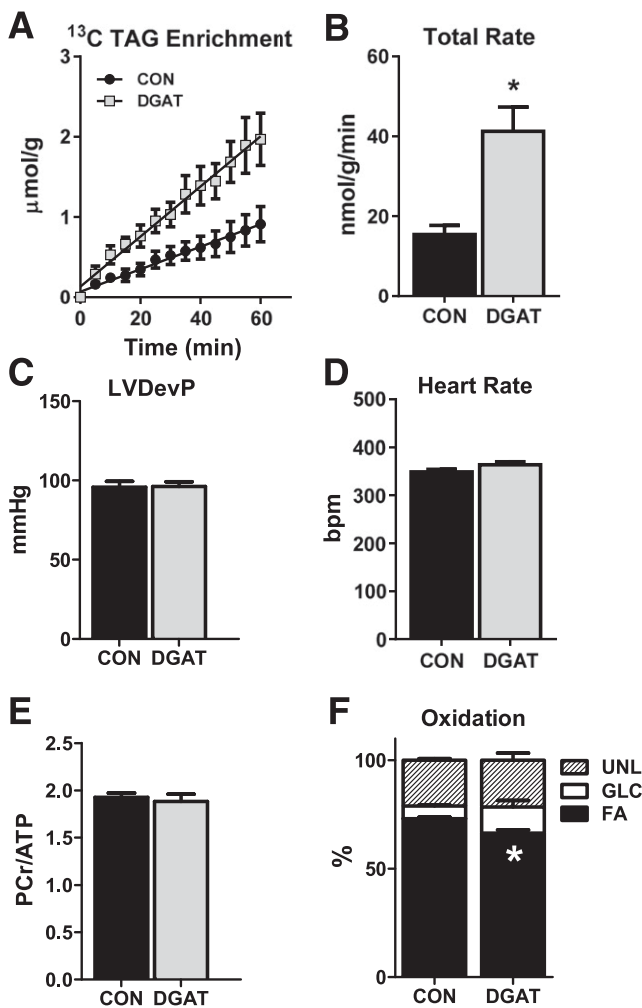 A
¹³C TAG Enrichment
CON
DGAT
μmol/g
3
2
1
0
0 20 40 60
Time (min)
B
Total Rate
*
nmol/g/min
60
40
20
0
CON DGAT
C
LVDevP
mmHg
150
100
50
0
CON DGAT
D
Heart Rate
bpm
500
400
300
200
100
0
CON DGAT
E
PCr/ATP
2.5
2.0
1.5
1.0
0.5
0.0
CON DGAT
F
Oxidation
%
100
50
0
*
UNL
GLC
FA
CON DGAT